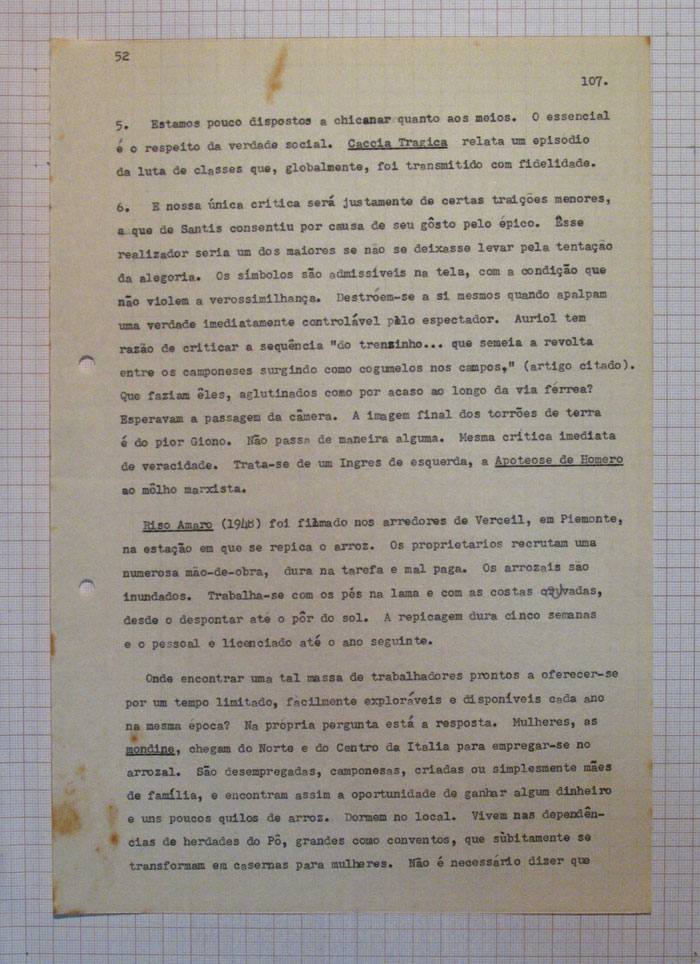 52
107.
5. Estamos pouco dispostos a chicanar quanto aos meios. O essencial
é o respeito da verdade social. Caccia Tragica relata um episódio
da luta de classes que, globalmente, foi transmitido com fidelidade.
6. E nossa única critica será justamente de certas traições menores,
a que de Santis consentiu por causa de seu gôsto pelo épico. Êsse
realizador seria um dos maiores se não se deixasse levar pela tentação
da alegoria. Os símbolos são admissíveis na tela, com a condição que
não violem a verossimilhança. Destróem-se a si mesmos quando apalpam
uma verdade imediatamente controlável pelo espectador. Auriol tem
razão de criticar a sequência "do trenzinho... que semeia a revolta
entre os camponeses surgindo como cogumelos nos campos," (artigo citado).
Que faziam êles, aglutinados como por acaso ao longo da via férrea?
Esperavam a passagem da câmera. A imagem final dos torrões de terra
é do pior Giono. Não passa de maneira alguma. Mesma crítica imediata
de veracidade. Trata-se de um Ingres de esquerda, a Apoteose de Homero
ao môlho marxista.
Riso Amaro (1948) foi filmado nos arredores de Verceil, em Piemonte,
na estação em que se repica o arroz. Os proprietarios recrutam uma
numerosa mão-de-obra, dura na tarefa e mal paga. Os arrozais são
inundados. Trabalha-se com os pés na lama e com as costas curvadas,
desde o despontar até o pôr do sol. A repicagem dura cinco semanas
e o pessoal e licenciado até o ano seguinte.
Onde encontrar uma tal massa de trabalhadores prontos a oferecer-se
por um tempo limitado, fàcilmente exploráveis e disponíveis cada ano
na mesma época? Na própria pergunta está a resposta. Mulheres, as
mondine, chegam do Norte e do Centro da Italia para empregar-se no
arrozal. São desempregadas, camponesas, criadas ou simplesmente mães
de família, e encontram assim a oportunidade de ganhar algum dinheiro
e uns poucos quilos de arroz. Dormem no local. Vivem nas dependên-
cias de herdades do Pô, grandes como conventos, que sùbitamente se
transformam em casernas para mulheres. Não é necessário dizer que